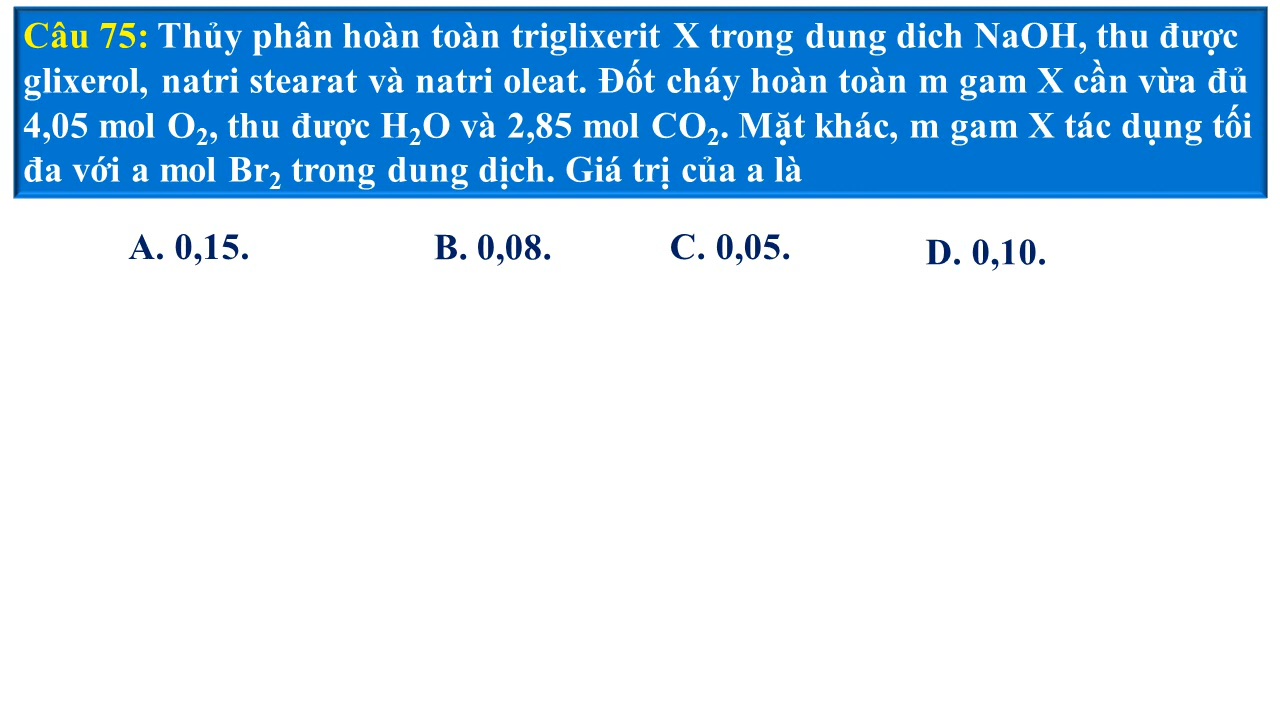 Câu 75: Thủy phân hoàn toàn triglixerit X trong dung dich NaOH, thu được
glixerol, natri stearat và natri oleat. Đốt cháy hoàn toàn m gam X cần vừa đủ
4,05 mol O₂, thu được H₂O và 2,85 mol CO₂. Mặt khác, m gam X tác dụng tối
đa với a mol Br₂ trong dung dịch. Giá trị của a là
A. 0,15. B. 0,08. C. 0,05. D. 0,10.